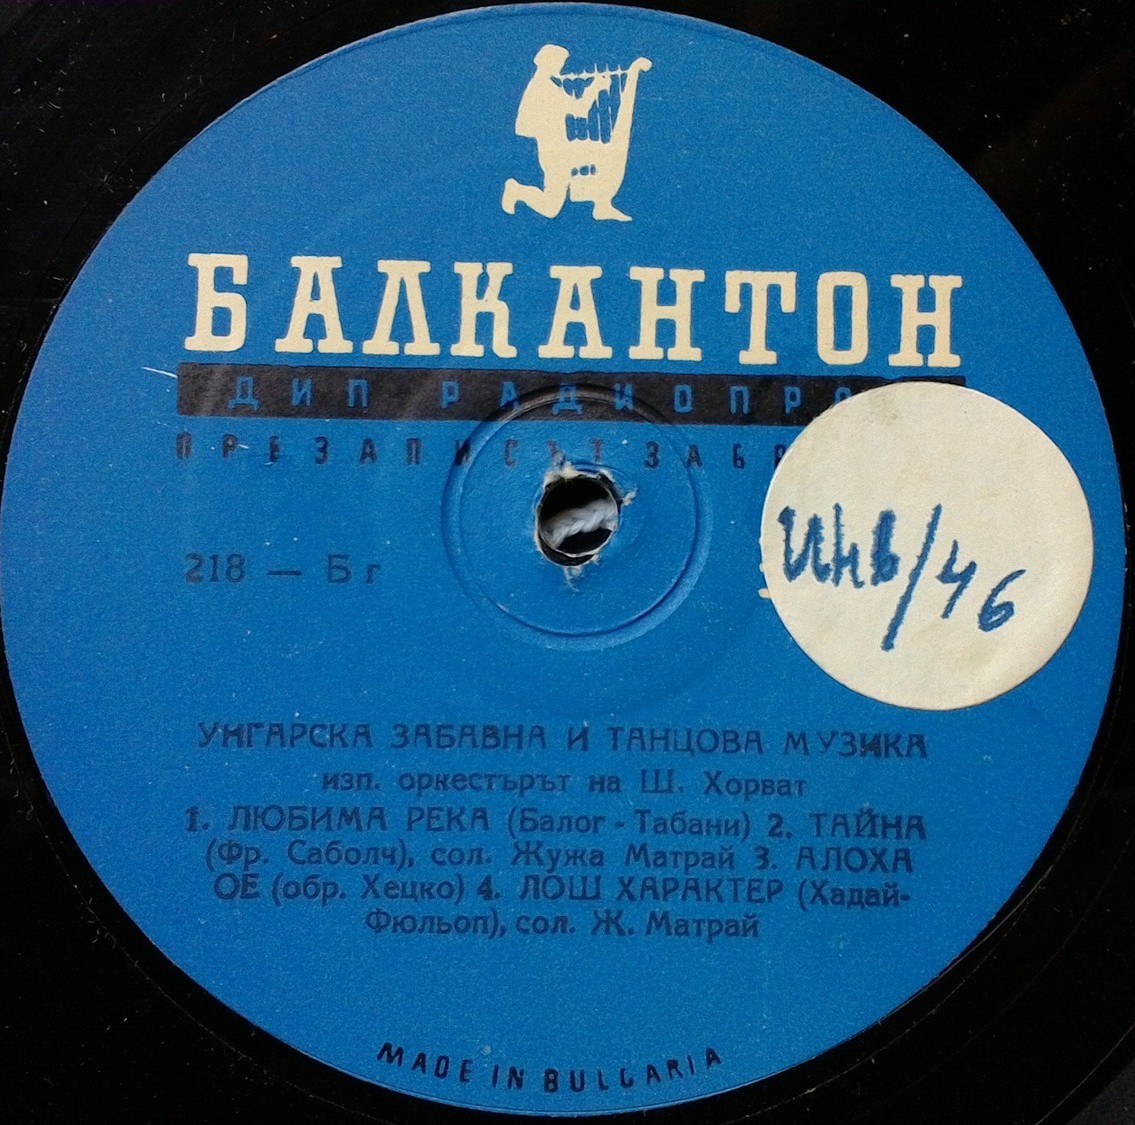 БАЛКАНТОН
ДИП РАДИОПРО
ПРЕЗАПИСЪТ ЗАБР
218 — Бг
Инв/46
УНГАРСКА ЗАБАВНА И ТАНЦОВА МУЗИКА
изп. оркестърът на Ш. Хорват
1. ЛЮБИМА РЕКА (Балог - Табани) 2. ТАЙНА
(Фр. Саболч), сол. Жужа Матрай 3. АЛОХА
ОЕ (обр. Хецко) 4. ЛОШ ХАРАКТЕР (Хадай-
Фюльоп), сол. Ж. Матрай
MADE IN BULGARIA